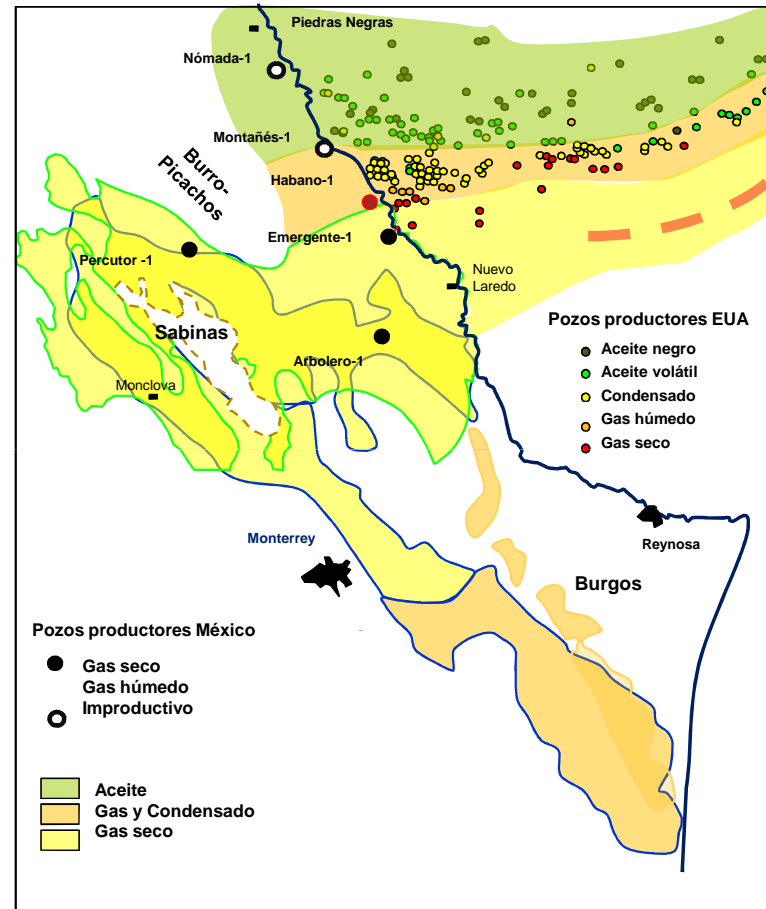 Piedras Negras
Nómada-1
Montañés-1
Burro-
Picachos
Habano-1
Emergente-1
Percutor -1
Nuevo
Laredo
Sabinas
Arbolero-1
Monclova
Pozos productores EUA
Aceite negro
Aceite volátil
Condensado
Gas húmedo
Gas seco
Monterrey
Reynosa
Burgos
Pozos productores México
Gas seco
Gas húmedo
Improductivo
Aceite
Gas y Condensado
Gas seco